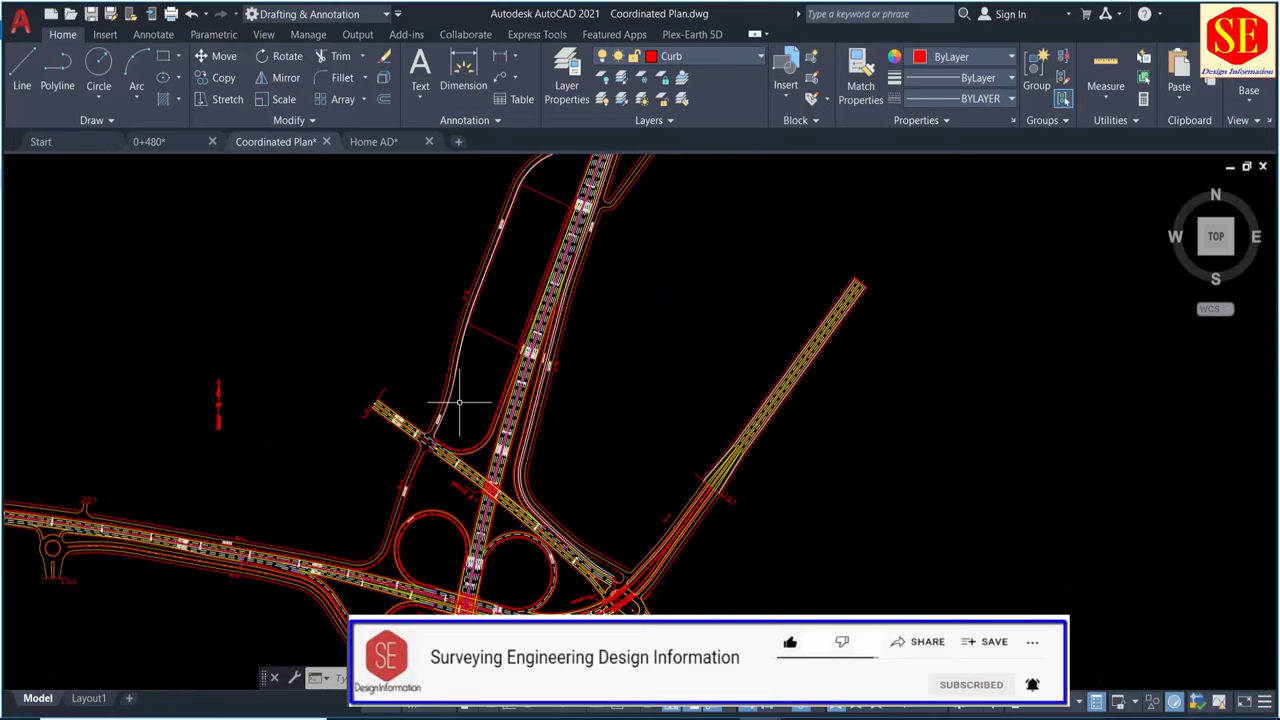 Drafting & Annotation
Autodesk AutoCAD 2021 Coordinated Plan.dwg
Type a keyword or phrase
Sign In
Home Insert Annotate Parametric View Manage Output Add-ins Collaborate Express Tools Featured Apps Plex-Earth 5D
SE
Design Information
Line Polyline Circle Arc
Move Rotate Trim
Copy Mirror Fillet
Stretch Scale Array
Text Dimension
Table
Layer
Properties
Curb
Insert
Match
Properties
ByLayer
ByLayer
BYLAYER
Group
Measure
Paste
Base
Draw Modify Annotation Layers Block Properties Groups Utilities Clipboard View
Start 0+480* Coordinated Plan* Home AD*
N
W TOP E
S
WCS
SE
Design Information
Surveying Engineering Design Information
SHARE SAVE
SUBSCRIBED
Model Layout1